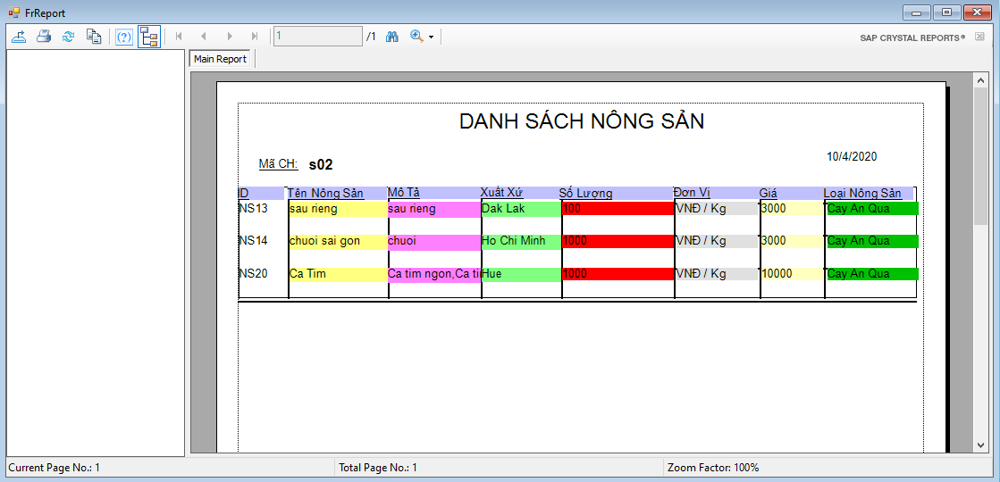 FrReport
1 /1
SAP CRYSTAL REPORTS®
Main Report
DANH SÁCH NÔNG SẢN
10/4/2020
Mã CH: s02
ID Tên Nông Sản Mô Tả Xuất Xứ Số Lượng Đơn Vị Giá Loại Nông Sản
NS13 sau rieng sau rieng Dak Lak 100 VNĐ / Kg 3000 Cay An Qua
NS14 chuoi sai gon chuoi Ho Chi Minh 1000 VNĐ / Kg 3000 Cay An Qua
NS20 Ca Tim Ca tim ngon,Ca tin Hue 1000 VNĐ / Kg 10000 Cay An Qua
Current Page No.: 1 Total Page No.: 1 Zoom Factor: 100%